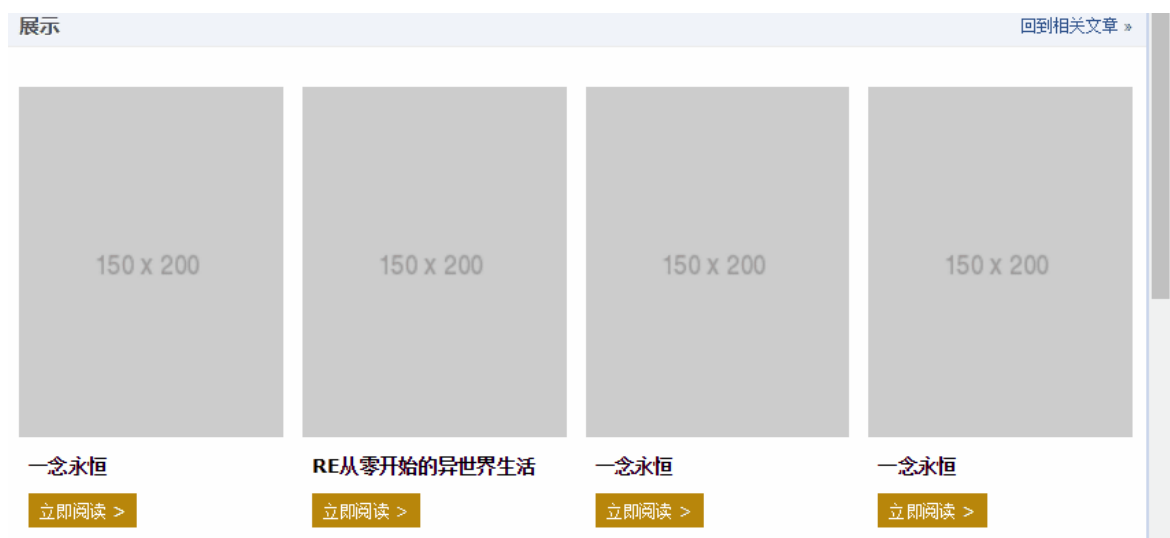 展示
回到相关文章 »
150 x 200
150 x 200
150 x 200
150 x 200
一念永恒
RE从零开始的异世界生活
一念永恒
一念永恒
立即阅读 >
立即阅读 >
立即阅读 >
立即阅读 >